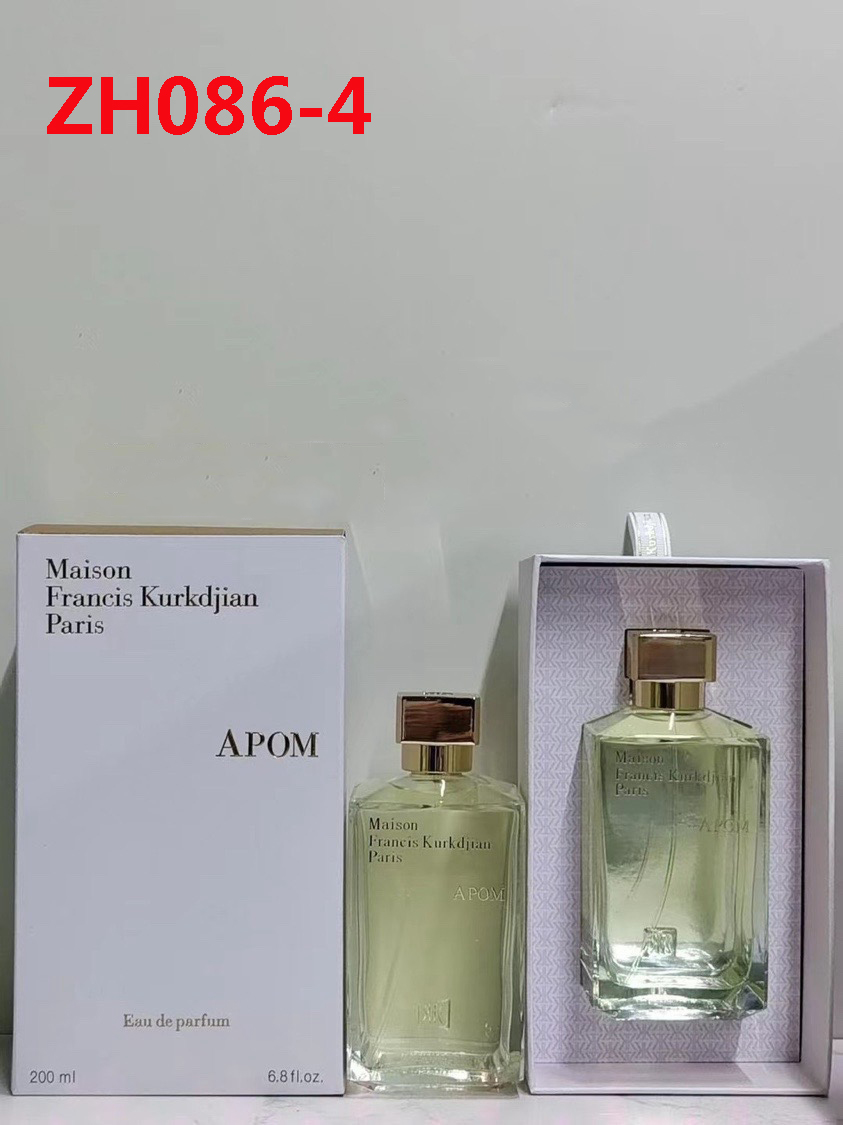 ZH086-4
Maison
Francis Kurkdjian
Paris
APOM
Eau de parfum
200 ml
6.8 fl.oz.
Maison
Francis Kurkdjian
Paris
APOM
Maison
Francis Kurkdjian
Paris
APOM